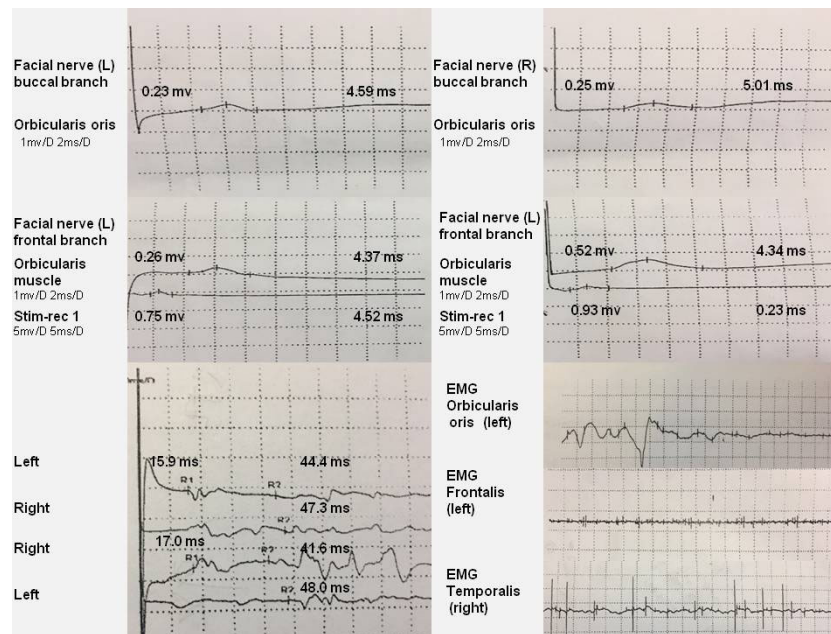 Facial nerve (L)
buccal branch
0.23 mv 4.59 ms
Orbicularis oris
1mv/D 2ms/D
Facial nerve (R)
buccal branch
0.25 mv 5.01 ms
Orbicularis oris
1mv/D 2ms/D
Facial nerve (L)
frontal branch
0.26 mv 4.37 ms
Orbicularis
muscle
1mv/D 2ms/D
Stim-rec 1
5mv/D 5ms/D
0.75 mv 4.52 ms
Facial nerve (L)
frontal branch
0.52 mv 4.34 ms
Orbicularis
muscle
1mv/D 2ms/D
Stim-rec 1
5mv/D 5ms/D
0.93 mv 0.23 ms
Left
15.9 ms 44.4 ms
R1 R2
Right
47.3 ms
R2
Right
17.0 ms 41.6 ms
R1 R2
Left
48.0 ms
R2
EMG
Orbicularis
oris (left)
EMG
Frontalis
(left)
EMG
Temporalis
(right)